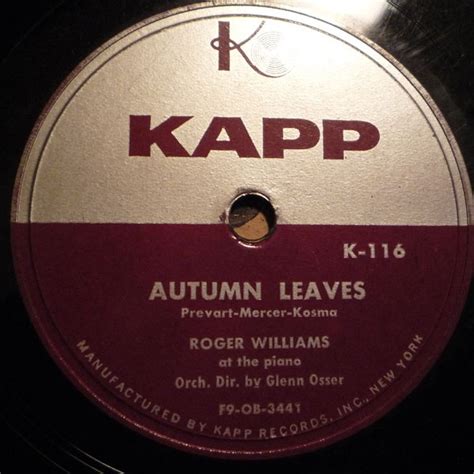 K
KAPP
K-116
AUTUMN LEAVES
Prevart-Mercer-Kosma
ROGER WILLIAMS
at the piano
Orch. Dir. by Glenn Osser
F9-OB-3441
MANUFACTURED BY KAPP RECORDS, INC., NEW YORK